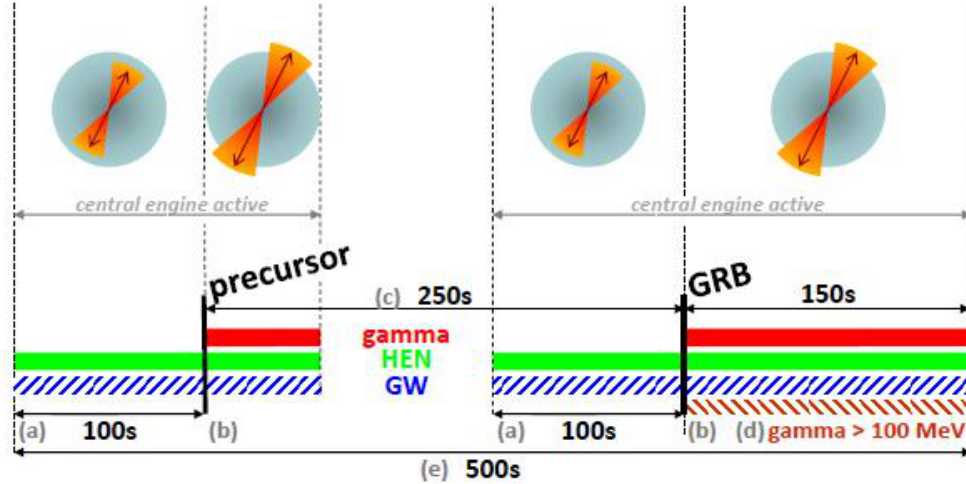 central engine active
central engine active
precursor
GRB
(c) 250s
150s
gamma
HEN
GW
(a) 100s (b)
(a) 100s (b) (d) gamma > 100 MeV
(e) 500s